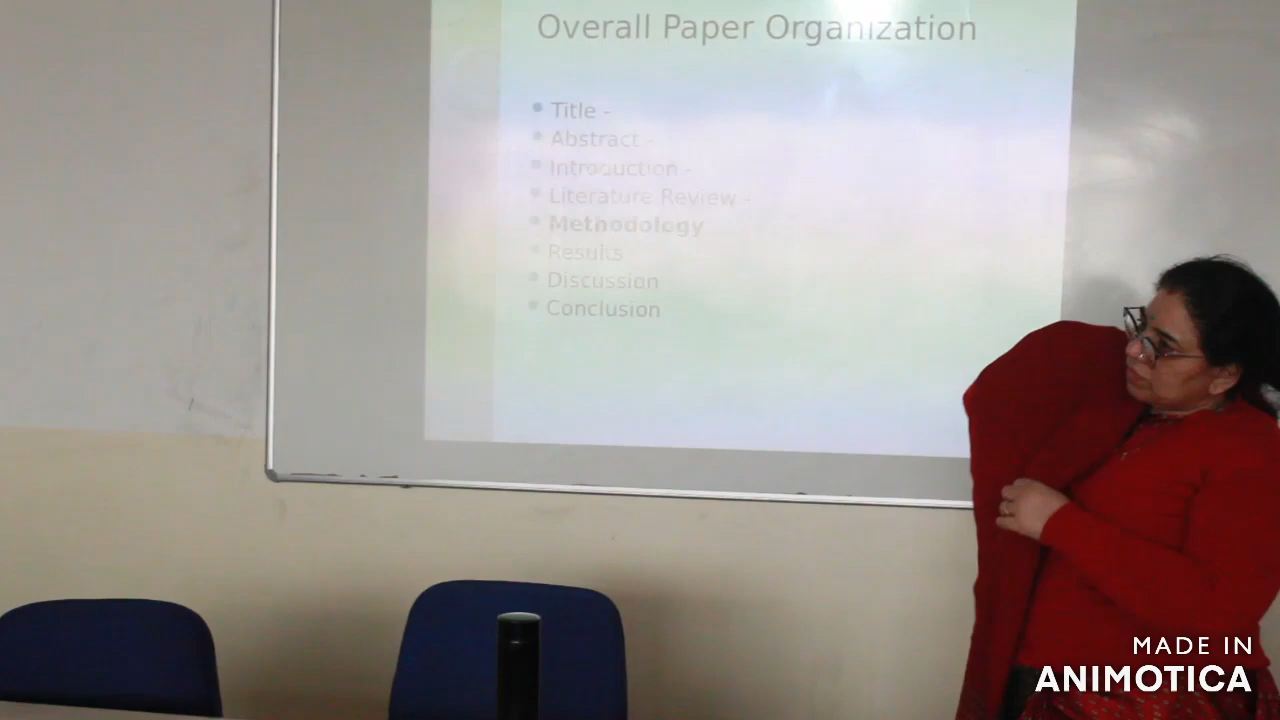 Overall Paper Organization
• Title -
• Abstract -
• Introduction -
• Literature Review -
• Methodology
• Results
• Discussion
• Conclusion
MADE IN
ANIMOTICA